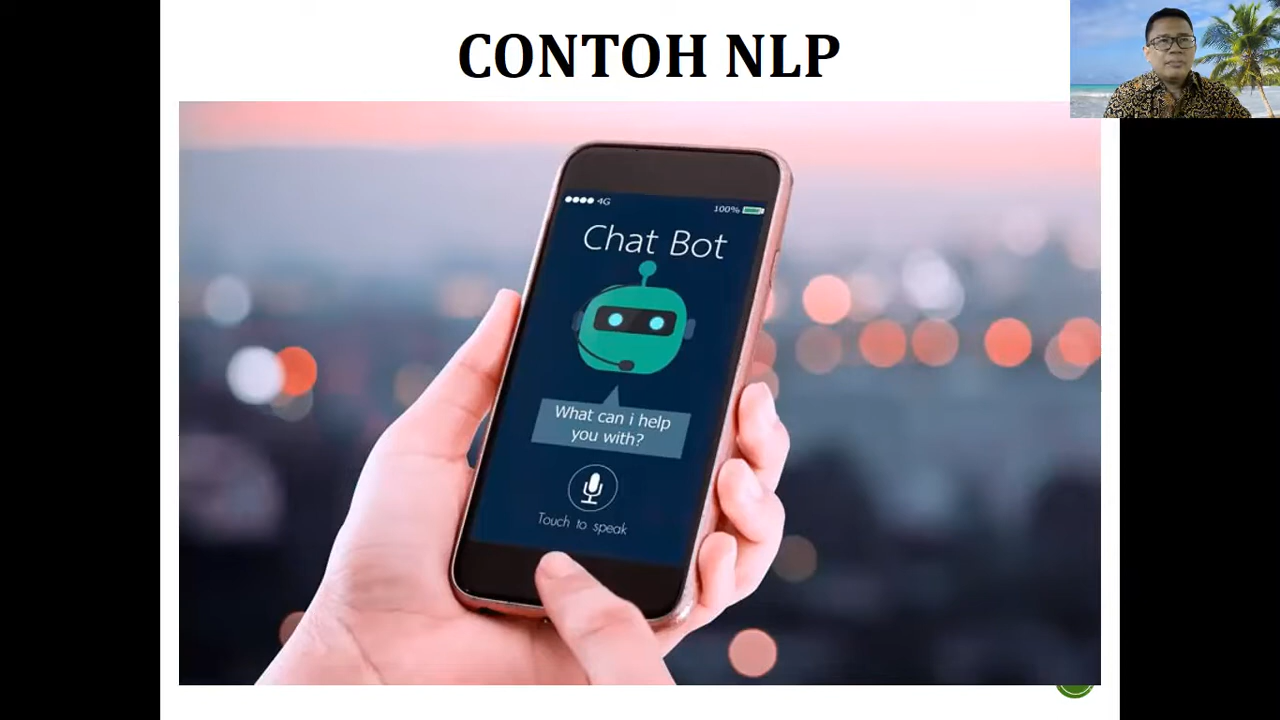 CONTOH NLP
4G
100%
Chat Bot
What can i help
you with?
Touch to speak